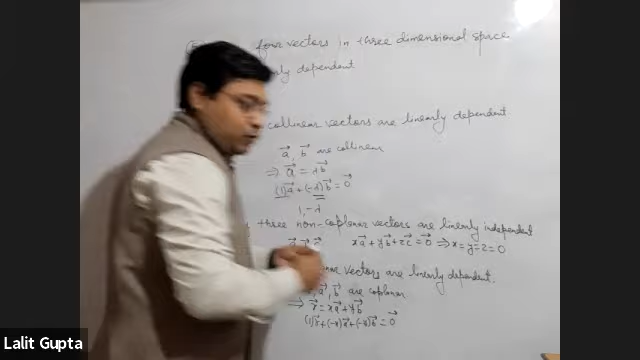 four vectors in three dimensional space
dependent
collinear vectors are linearly dependent.
a⃗, b⃗ are collinear
⇒ a⃗ = λb⃗
(1)a⃗ + (-λ)b⃗ = 0⃗
1, -λ
three non-coplanar vectors are linearly independent
xa⃗ + yb⃗ + zc⃗ = 0⃗ ⇒ x=y=z=0
vectors are linearly dependent.
a⃗, b⃗ are coplanar
⇒ r⃗ = xa⃗ + yb⃗
(1)r⃗ + (-x)a⃗ + (-y)b⃗ = 0⃗
Lalit Gupta